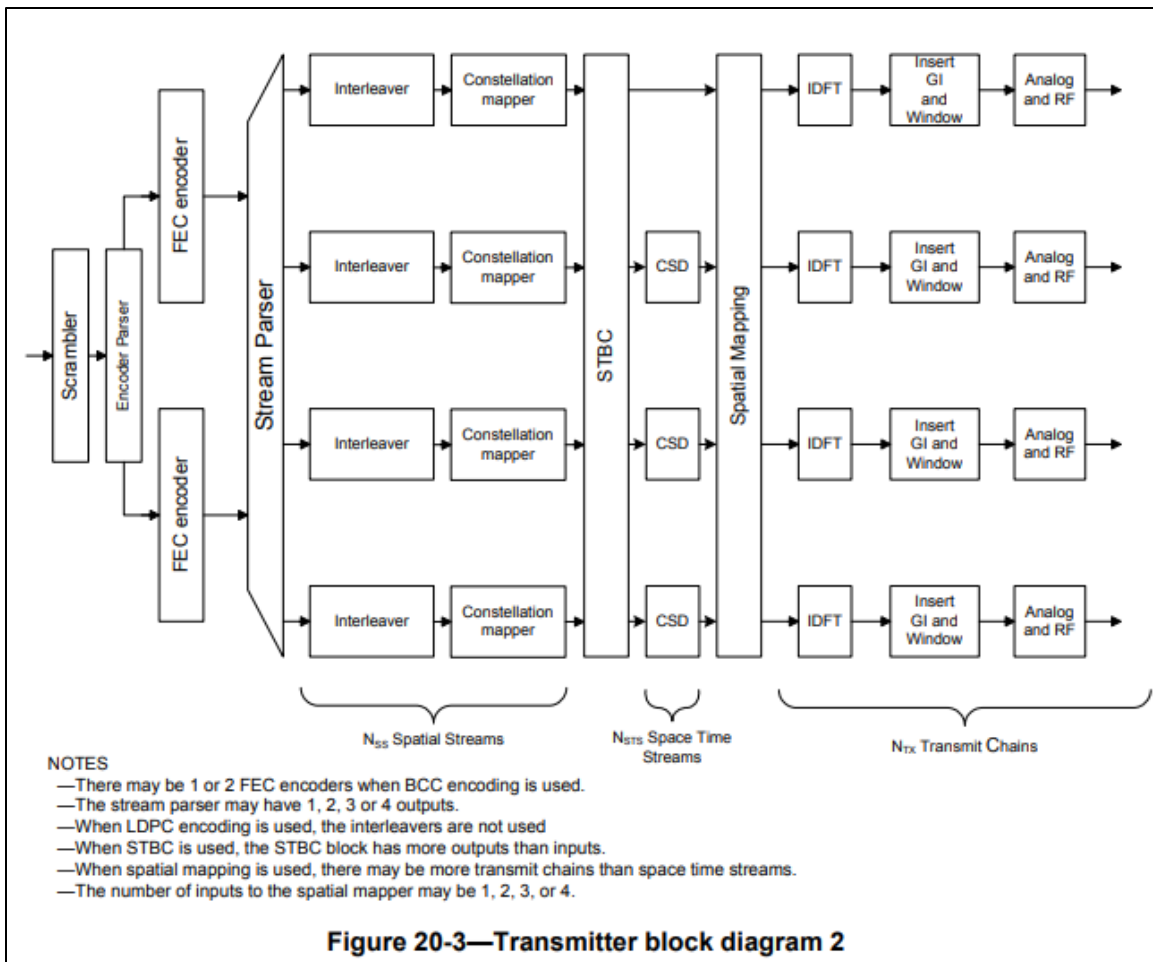 Scrambler
Encoder Parser
FEC encoder
FEC encoder
Stream Parser
Interleaver
Constellation
mapper
Interleaver
Constellation
mapper
Interleaver
Constellation
mapper
Interleaver
Constellation
mapper
STBC
CSD
CSD
CSD
Spatial Mapping
IDFT
Insert
GI
and
Window
Analog
and RF
IDFT
Insert
GI and
Window
Analog
and RF
IDFT
Insert
GI and
Window
Analog
and RF
IDFT
Insert
GI and
Window
Analog
and RF
NSS Spatial Streams
NSTS Space Time
Streams
NTX Transmit Chains
NOTES
—There may be 1 or 2 FEC encoders when BCC encoding is used.
—The stream parser may have 1, 2, 3 or 4 outputs.
—When LDPC encoding is used, the interleavers are not used
—When STBC is used, the STBC block has more outputs than inputs.
—When spatial mapping is used, there may be more transmit chains than space time streams.
—The number of inputs to the spatial mapper may be 1, 2, 3, or 4.
Figure 20-3—Transmitter block diagram 2